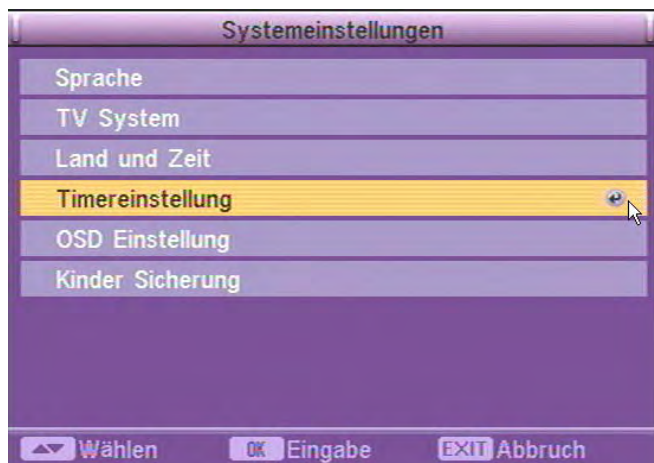 Systemeinstellungen
Sprache
TV System
Land und Zeit
Timereinstellung
OSD Einstellung
Kinder Sicherung
Wählen OK Eingabe EXIT Abbruch